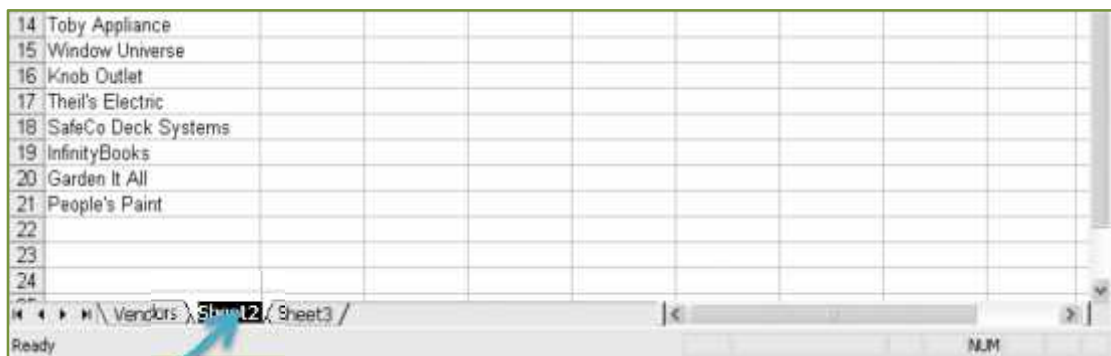 14 Toby Appliance
15 Window Universe
16 Knob Outlet
17 Theil's Electric
18 SafeCo Deck Systems
19 InfinityBooks
20 Garden It All
21 People's Paint
22
23
24
Vendors Sheet2 Sheet3
Ready NUM